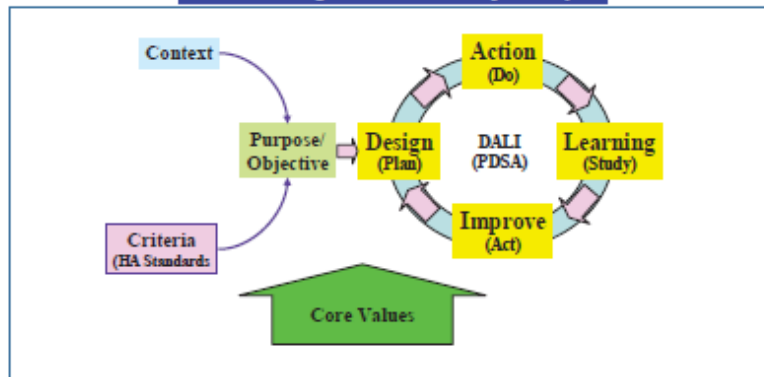 Context
Purpose/
Objective
Criteria
(HA Standards
Design
(Plan)
Action
(Do)
DALI
(PDSA)
Learning
(Study)
Improve
(Act)
Core Values